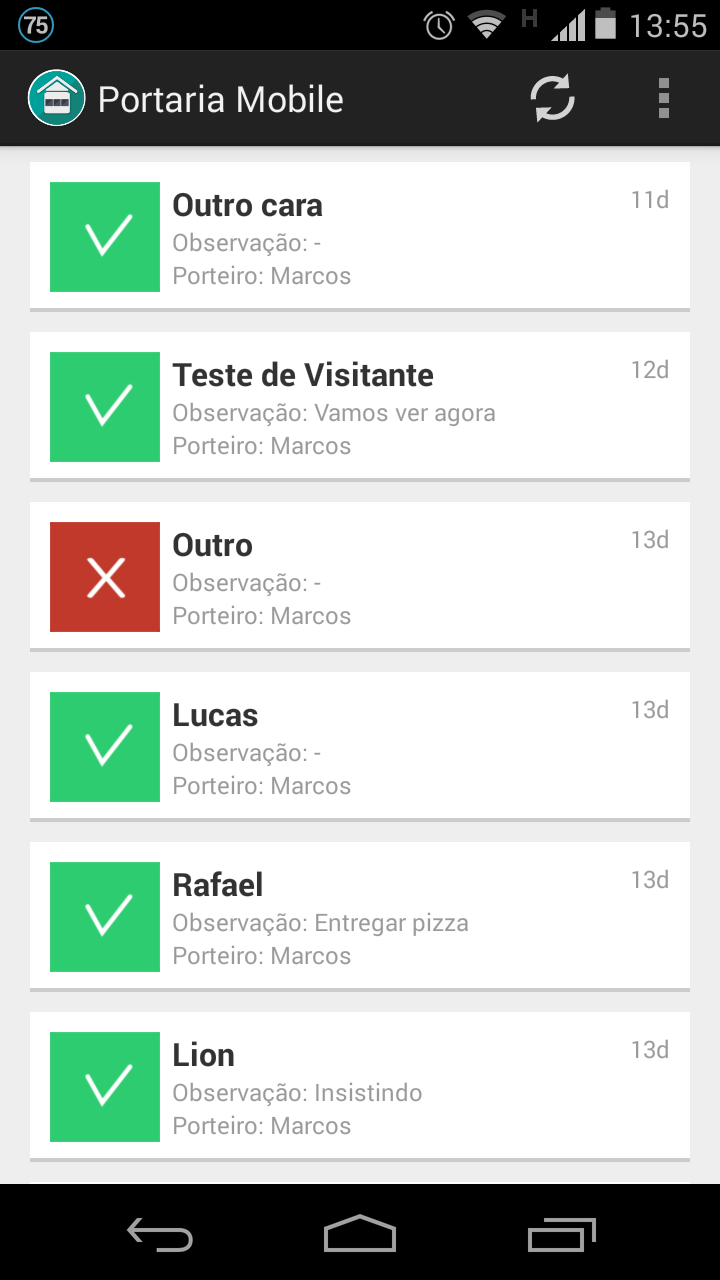 75
H
13:55
Portaria Mobile
Outro cara
11d
Observação: -
Porteiro: Marcos
Teste de Visitante
12d
Observação: Vamos ver agora
Porteiro: Marcos
Outro
13d
Observação: -
Porteiro: Marcos
Lucas
13d
Observação: -
Porteiro: Marcos
Rafael
13d
Observação: Entregar pizza
Porteiro: Marcos
Lion
13d
Observação: Insistindo
Porteiro: Marcos